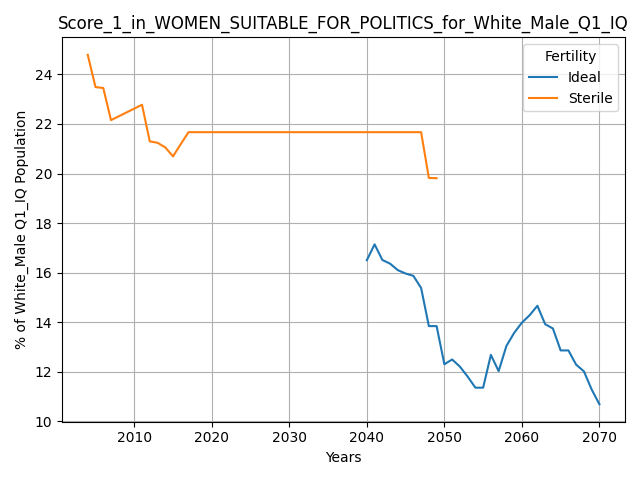 Score_1_in_WOMEN_SUITABLE_FOR_POLITICS_for_White_Male_Q1_IQ
Fertility
Ideal
Sterile
24
22
20
18
16
14
12
10
% of White_Male Q1_IQ Population
2010
2020
2030
2040
2050
2060
2070
Years